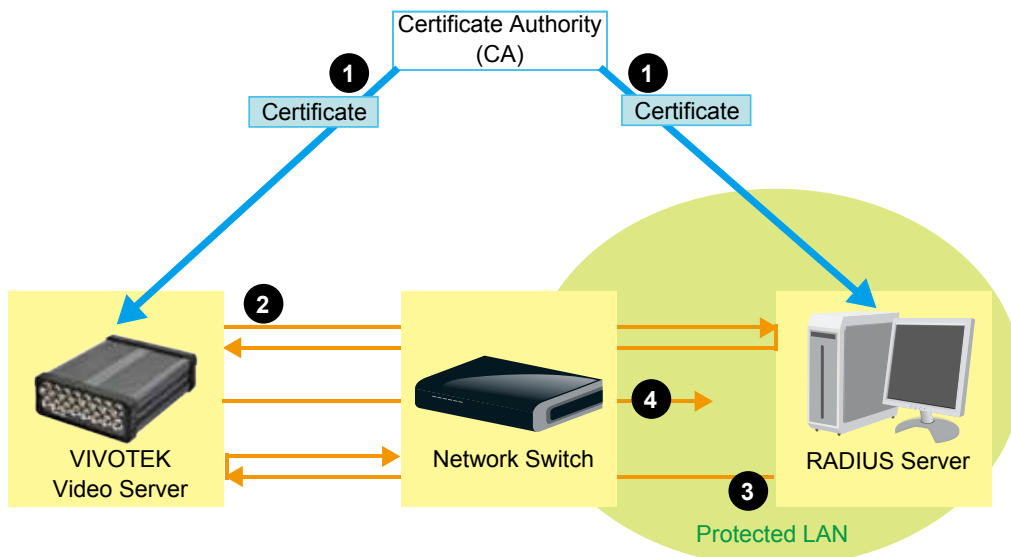 Certificate Authority
(CA)
1
1
Certificate
Certificate
2
4
VIVOTEK
Video Server
Network Switch
RADIUS Server
3
Protected LAN